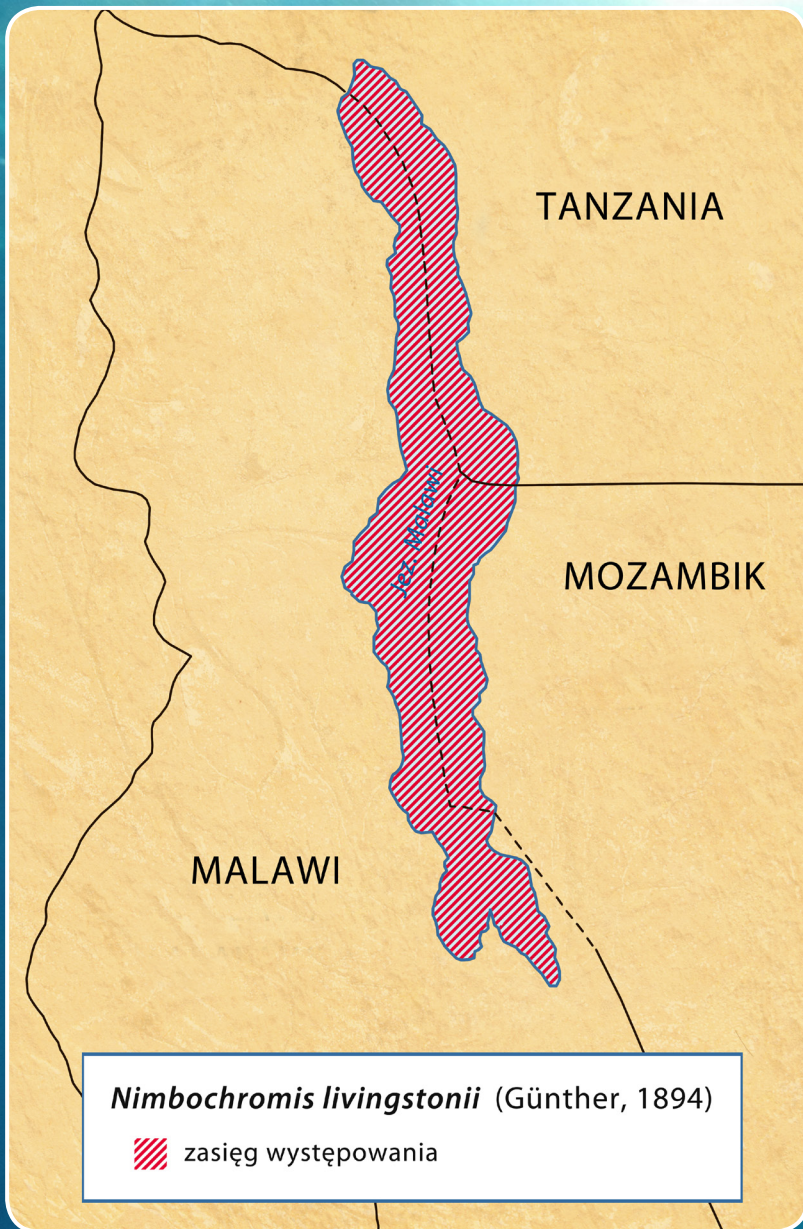 TANZANIA
jez. Malawi
MOZAMBIK
MALAWI
Nimbochromis livingstonii (Günther, 1894)
zasięg występowania